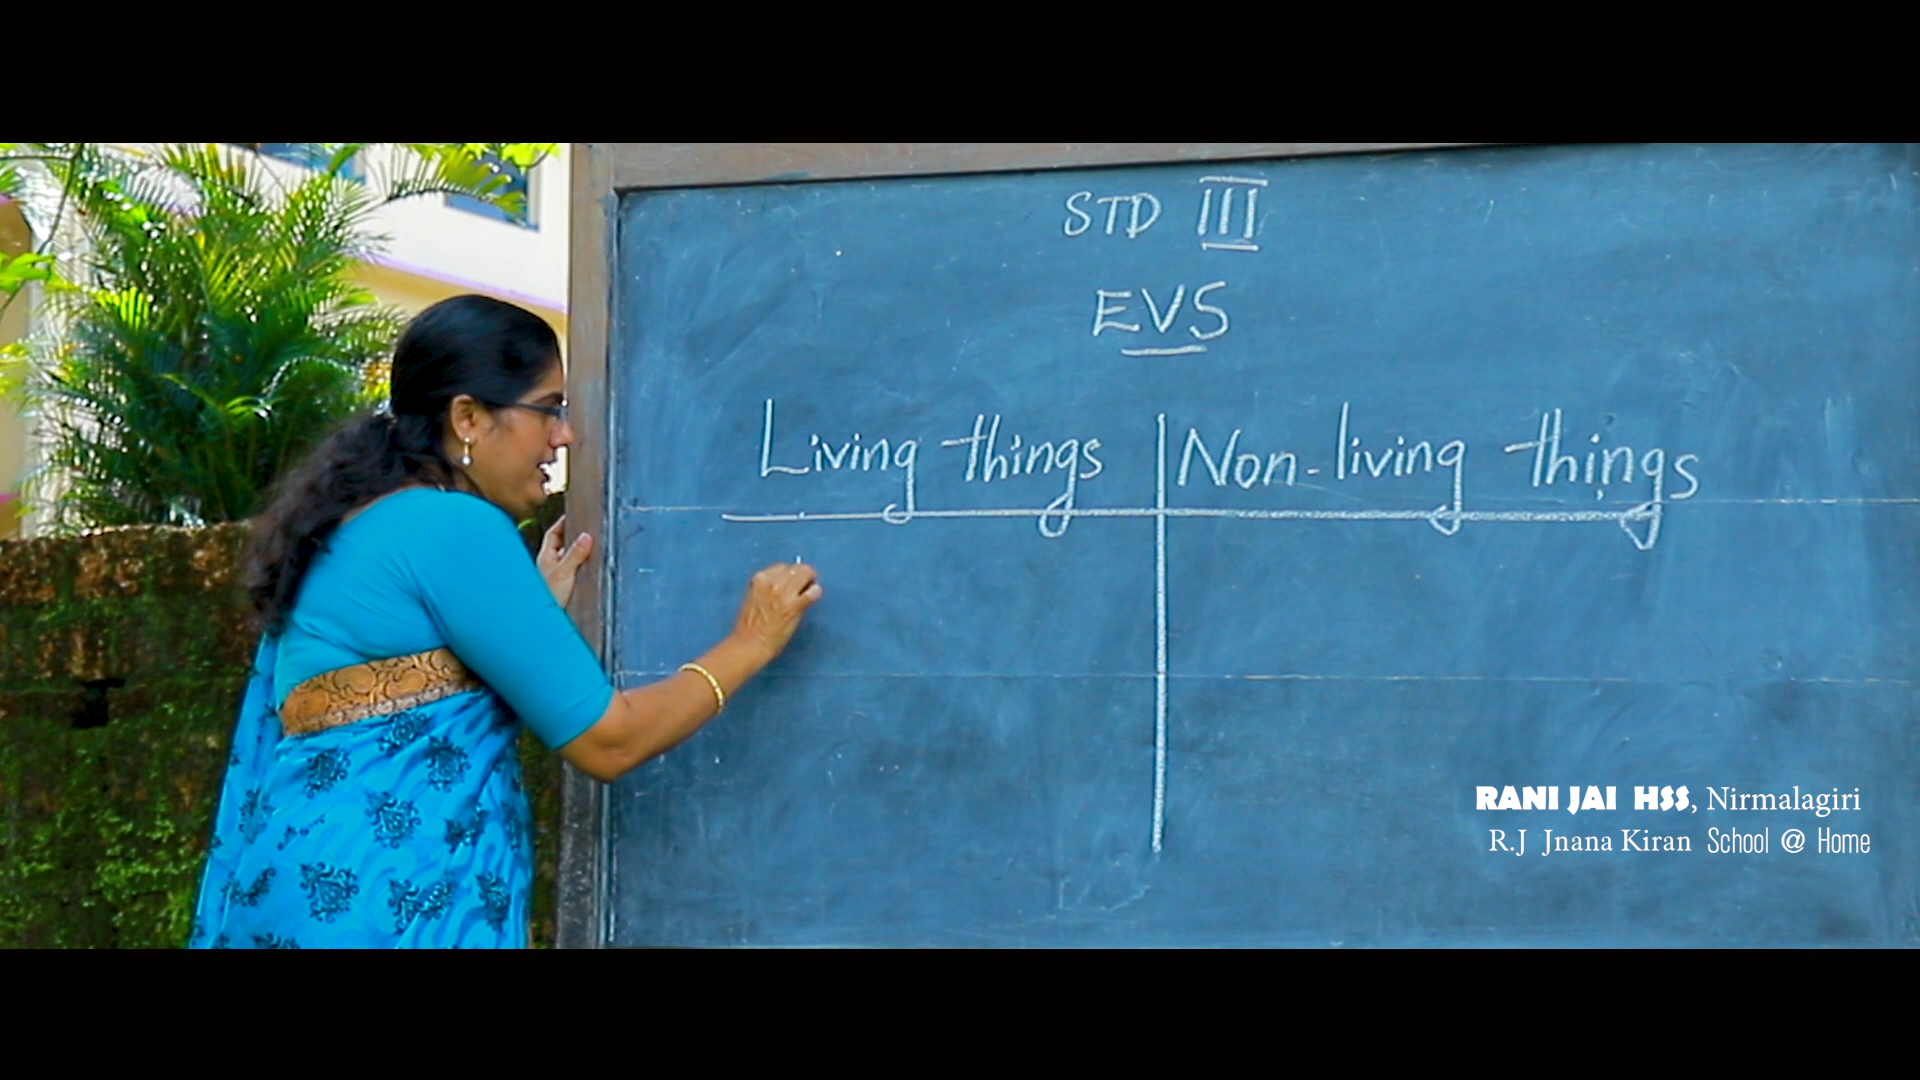 STD III
EVS
Living things Non-living things
RANI JAI HSS, Nirmalagiri
R.J Jnana Kiran School @ Home